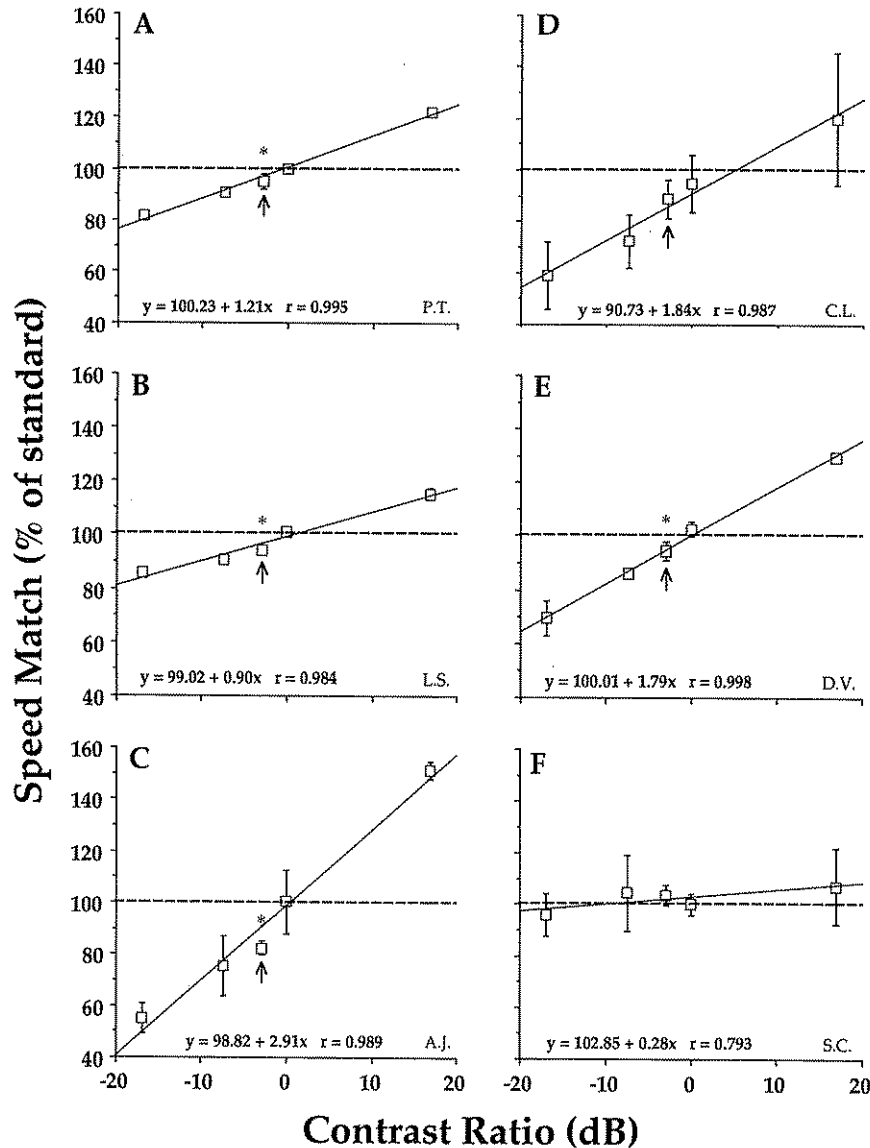 Speed Match (% of standard)
A
160
140
120
100
80
60
40
*
y = 100.23 + 1.21x r = 0.995
P.T.
D
y = 90.73 + 1.84x r = 0.987
C.L.
B
160
140
120
100
80
60
40
*
y = 99.02 + 0.90x r = 0.984
L.S.
E
*
y = 100.01 + 1.79x r = 0.998
D.V.
C
160
140
120
100
80
60
40
*
y = 98.82 + 2.91x r = 0.989
A.J.
-20 -10 0 10 20
F
y = 102.85 + 0.28x r = 0.793
S.C.
-20 -10 0 10 20
Contrast Ratio (dB)